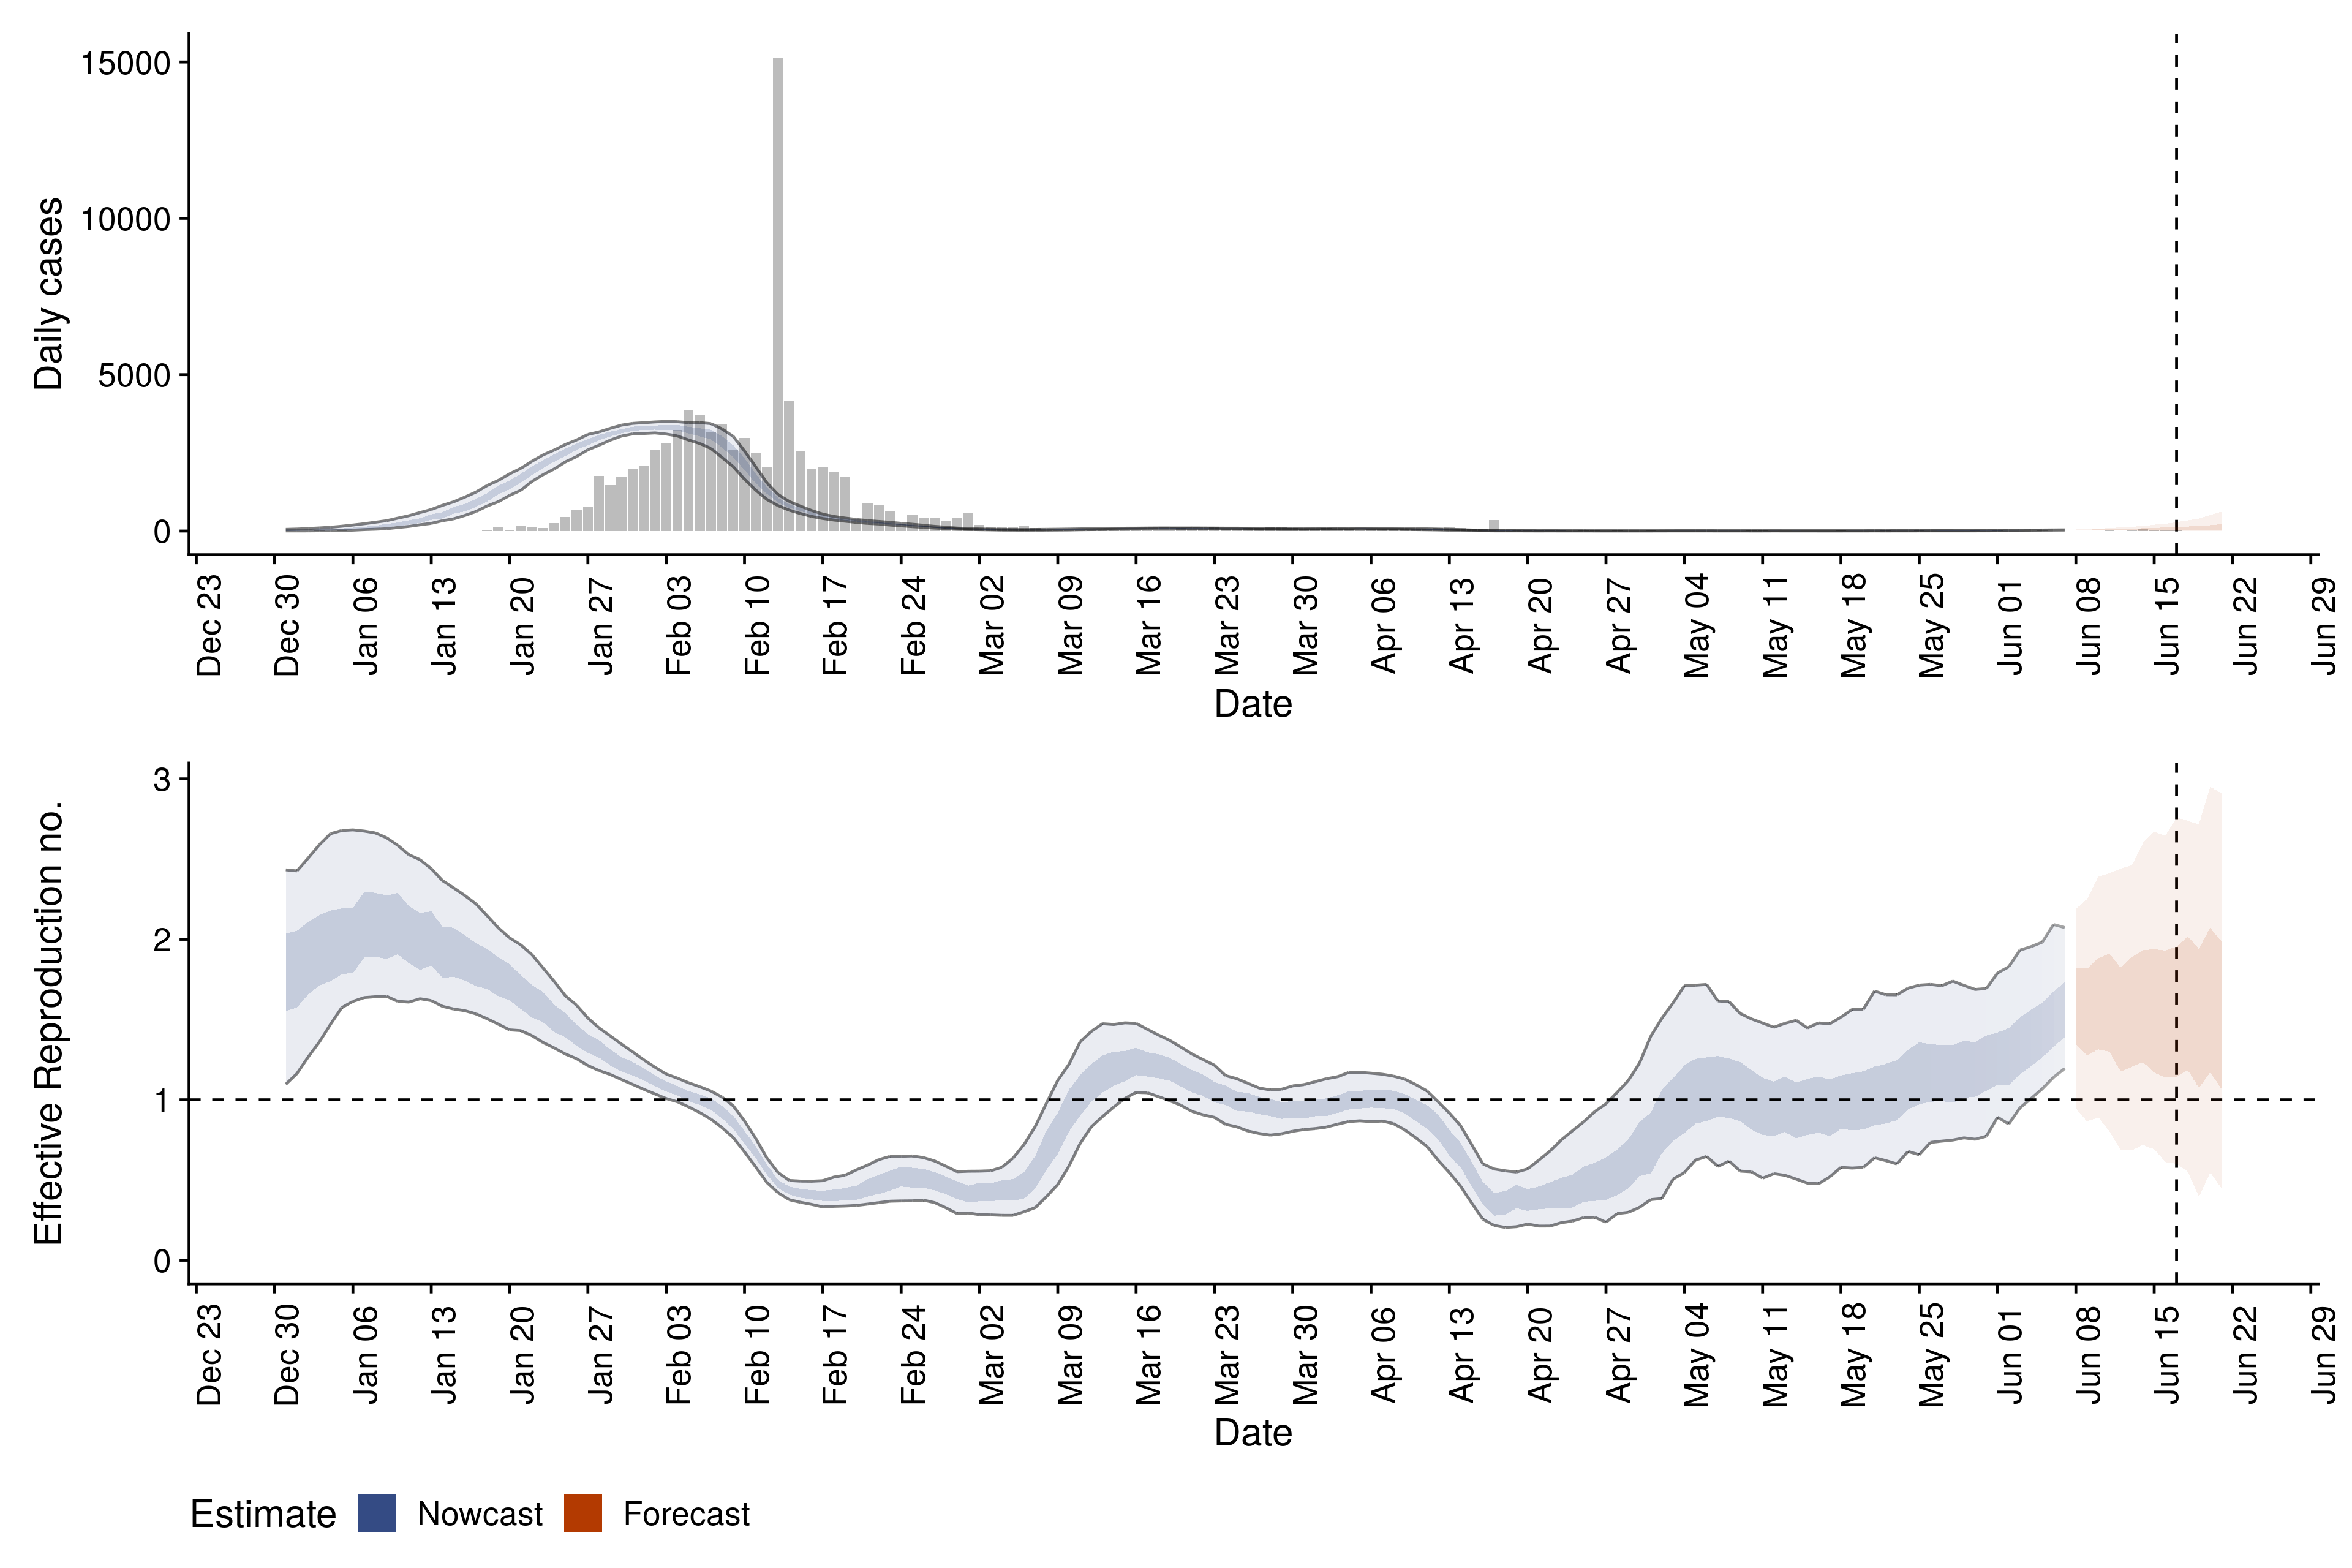 Daily cases
15000
10000
5000
0
Dec 23 Dec 30 Jan 06 Jan 13 Jan 20 Jan 27 Feb 03 Feb 10 Feb 17 Feb 24 Mar 02 Mar 09 Mar 16 Mar 23 Mar 30 Apr 06 Apr 13 Apr 20 Apr 27 May 04 May 11 May 18 May 25 Jun 01 Jun 08 Jun 15 Jun 22 Jun 29
Date
Effective Reproduction no.
3
2
1
0
Dec 23 Dec 30 Jan 06 Jan 13 Jan 20 Jan 27 Feb 03 Feb 10 Feb 17 Feb 24 Mar 02 Mar 09 Mar 16 Mar 23 Mar 30 Apr 06 Apr 13 Apr 20 Apr 27 May 04 May 11 May 18 May 25 Jun 01 Jun 08 Jun 15 Jun 22 Jun 29
Date
Estimate Nowcast Forecast